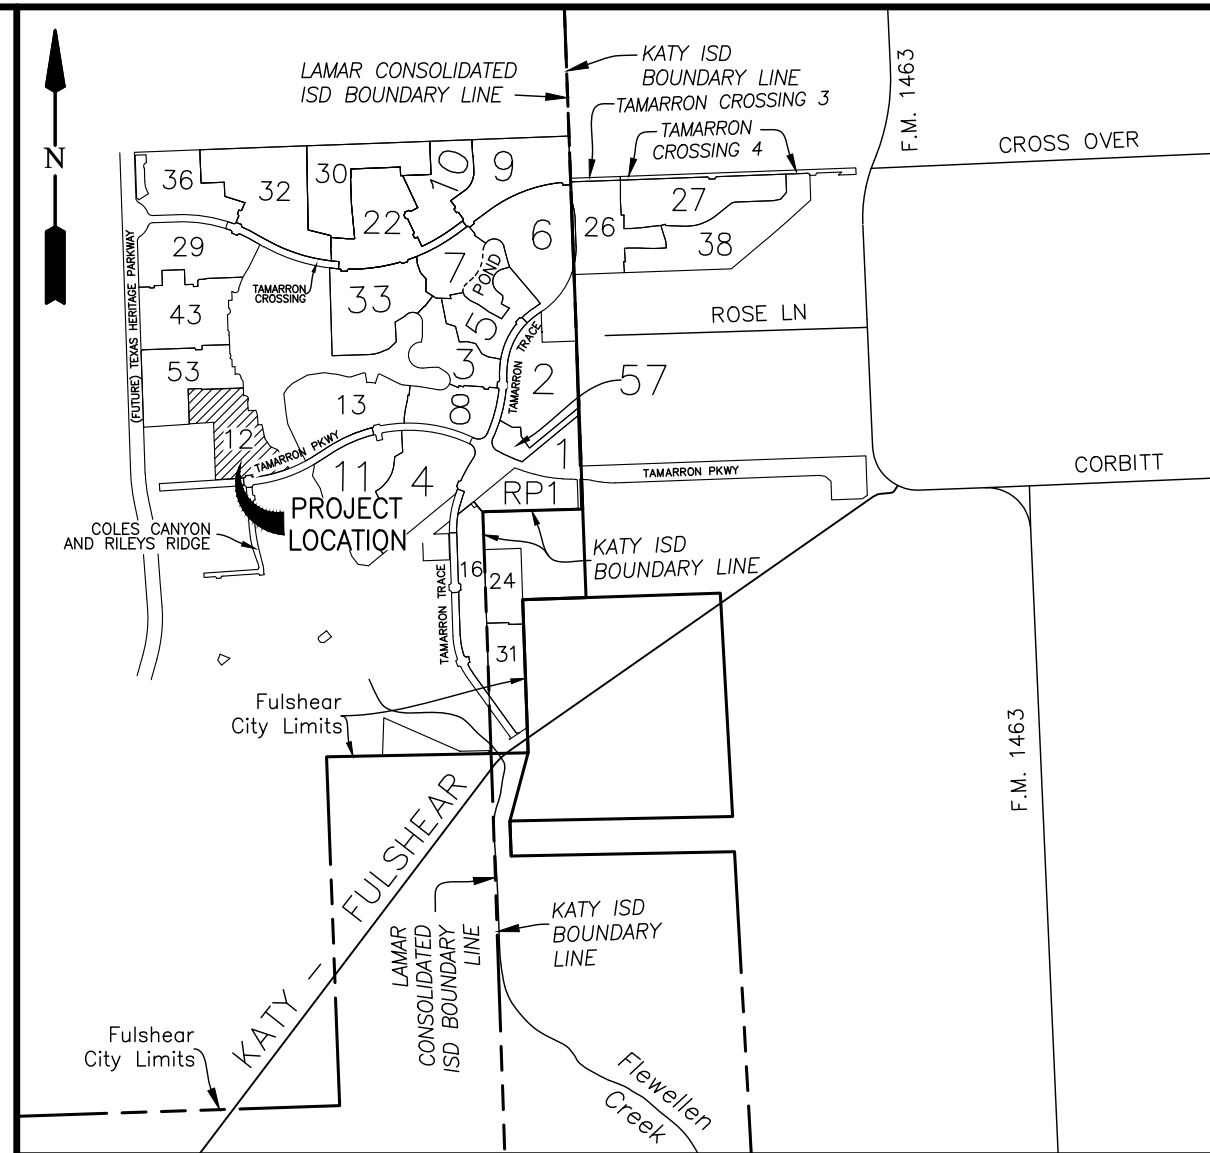 LAMAR CONSOLIDATED
ISD BOUNDARY LINE
KATY ISD
BOUNDARY LINE
TAMARRON CROSSING 3
TAMARRON
CROSSING 4
F.M. 1463
CROSS OVER
N
36
32
30
22
10
9
6
26
27
38
29
TAMARRON
CROSSING
33
7
POND
5
ROSE LN
(FUTURE) TEXAS HERITAGE PARKWAY
43
53
3
TAMARRON TRACE
2
57
13
8
12
TAMARRON PKWY
11
4
1
RP1
TAMARRON PKWY
CORBITT
PROJECT
LOCATION
COLES CANYON
AND RILEYS RIDGE
KATY ISD
BOUNDARY LINE
TAMARRON TRACE
16
24
31
Fulshear
City Limits
F.M. 1463
KATY - FULSHEAR
LAMAR
CONSOLIDATED
ISD BOUNDARY
LINE
KATY ISD
BOUNDARY
LINE
Fulshear
City Limits
Flewellen
Creek